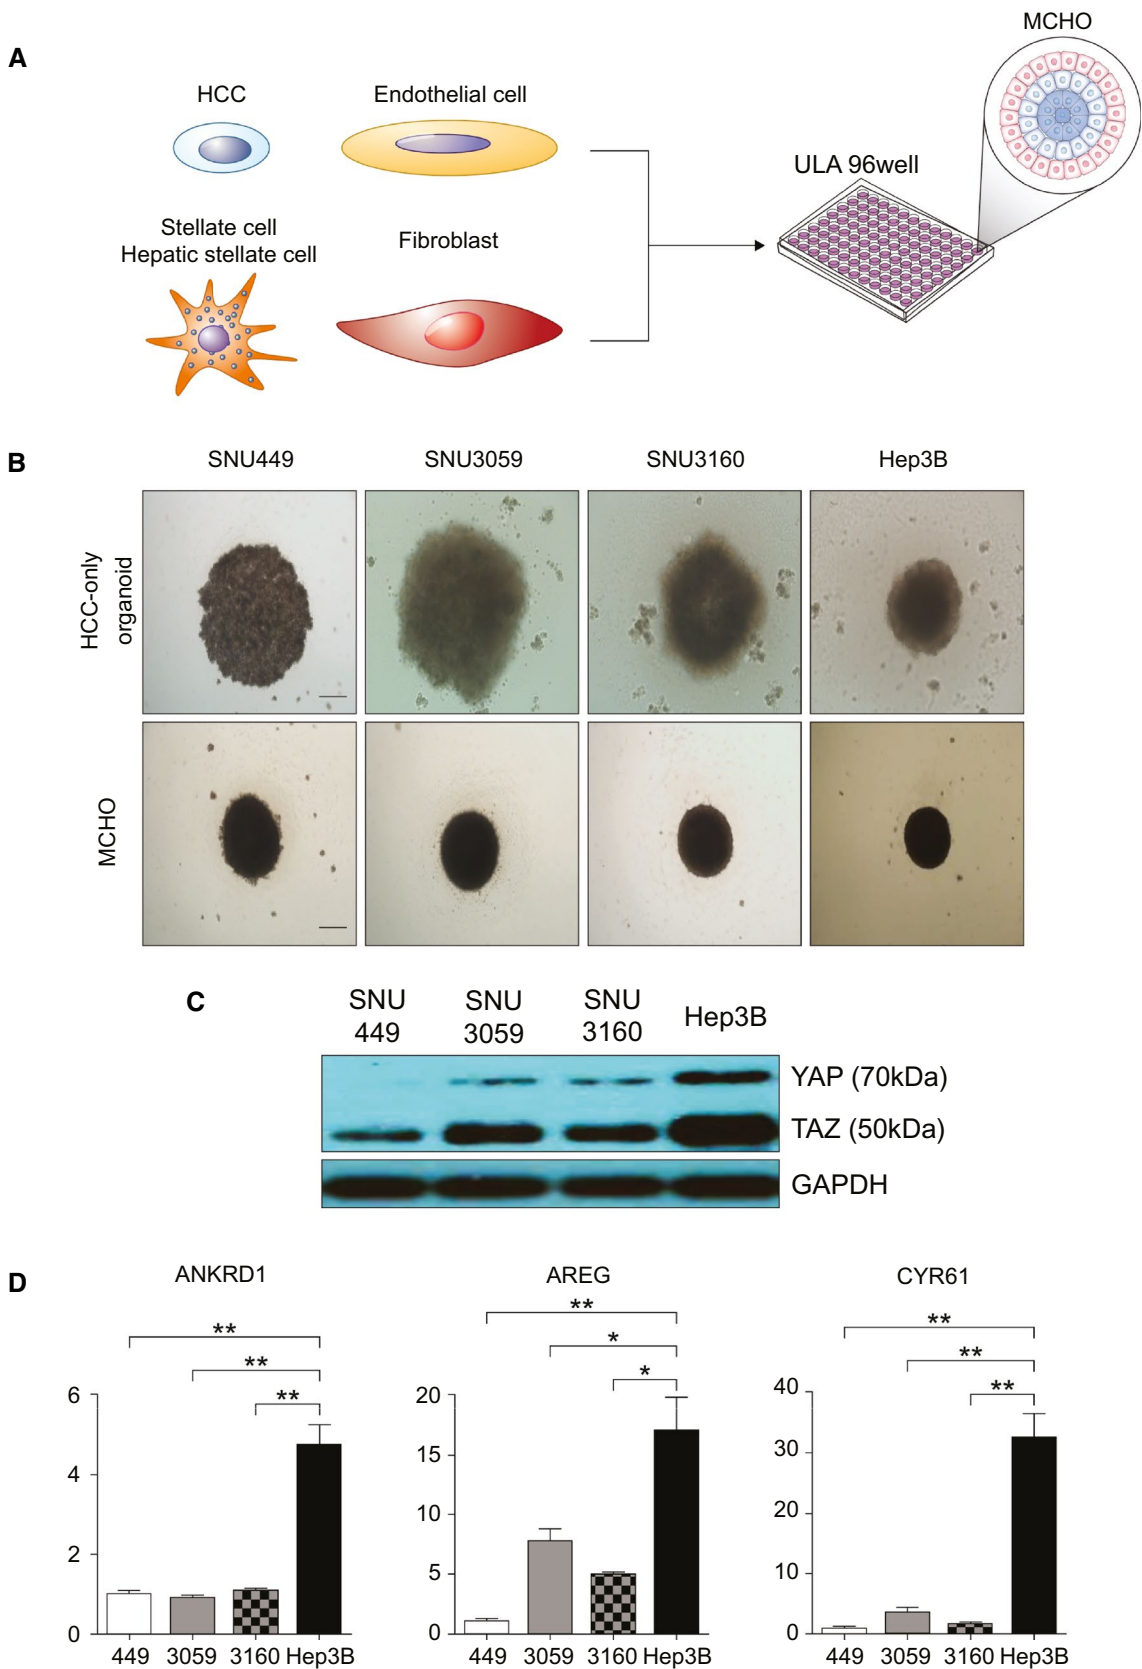 A
HCC
Endothelial cell
MCHO
ULA 96well
Stellate cell
Hepatic stellate cell
Fibroblast
B
SNU449
SNU3059
SNU3160
Hep3B
HCC-only
organoid
MCHO
C
SNU
449
SNU
3059
SNU
3160
Hep3B
YAP (70kDa)
TAZ (50kDa)
GAPDH
D
ANKRD1
**
**
**
6
4
2
0
449 3059 3160 Hep3B
AREG
**
*
*
20
15
10
5
0
449 3059 3160 Hep3B
CYR61
**
**
**
40
30
20
10
0
449 3059 3160 Hep3B